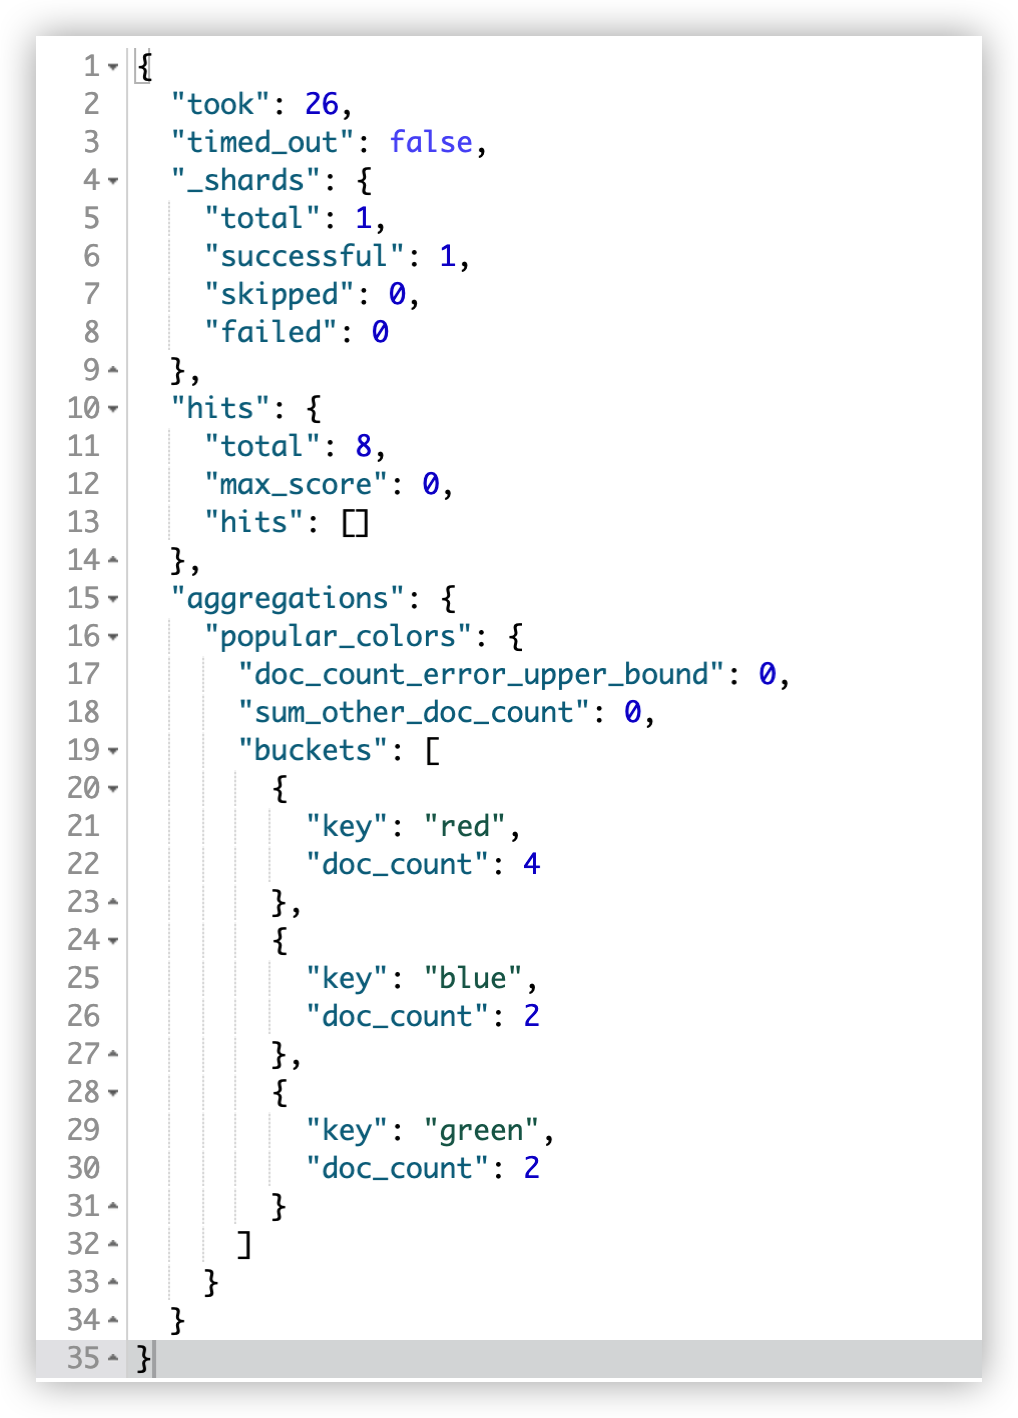 1 {
2 "took": 26,
3 "timed_out": false,
4 "_shards": {
5 "total": 1,
6 "successful": 1,
7 "skipped": 0,
8 "failed": 0
9 },
10 "hits": {
11 "total": 8,
12 "max_score": 0,
13 "hits": []
14 },
15 "aggregations": {
16 "popular_colors": {
17 "doc_count_error_upper_bound": 0,
18 "sum_other_doc_count": 0,
19 "buckets": [
20 {
21 "key": "red",
22 "doc_count": 4
23 },
24 {
25 "key": "blue",
26 "doc_count": 2
27 },
28 {
29 "key": "green",
30 "doc_count": 2
31 }
32 ]
33 }
34 }
35 }